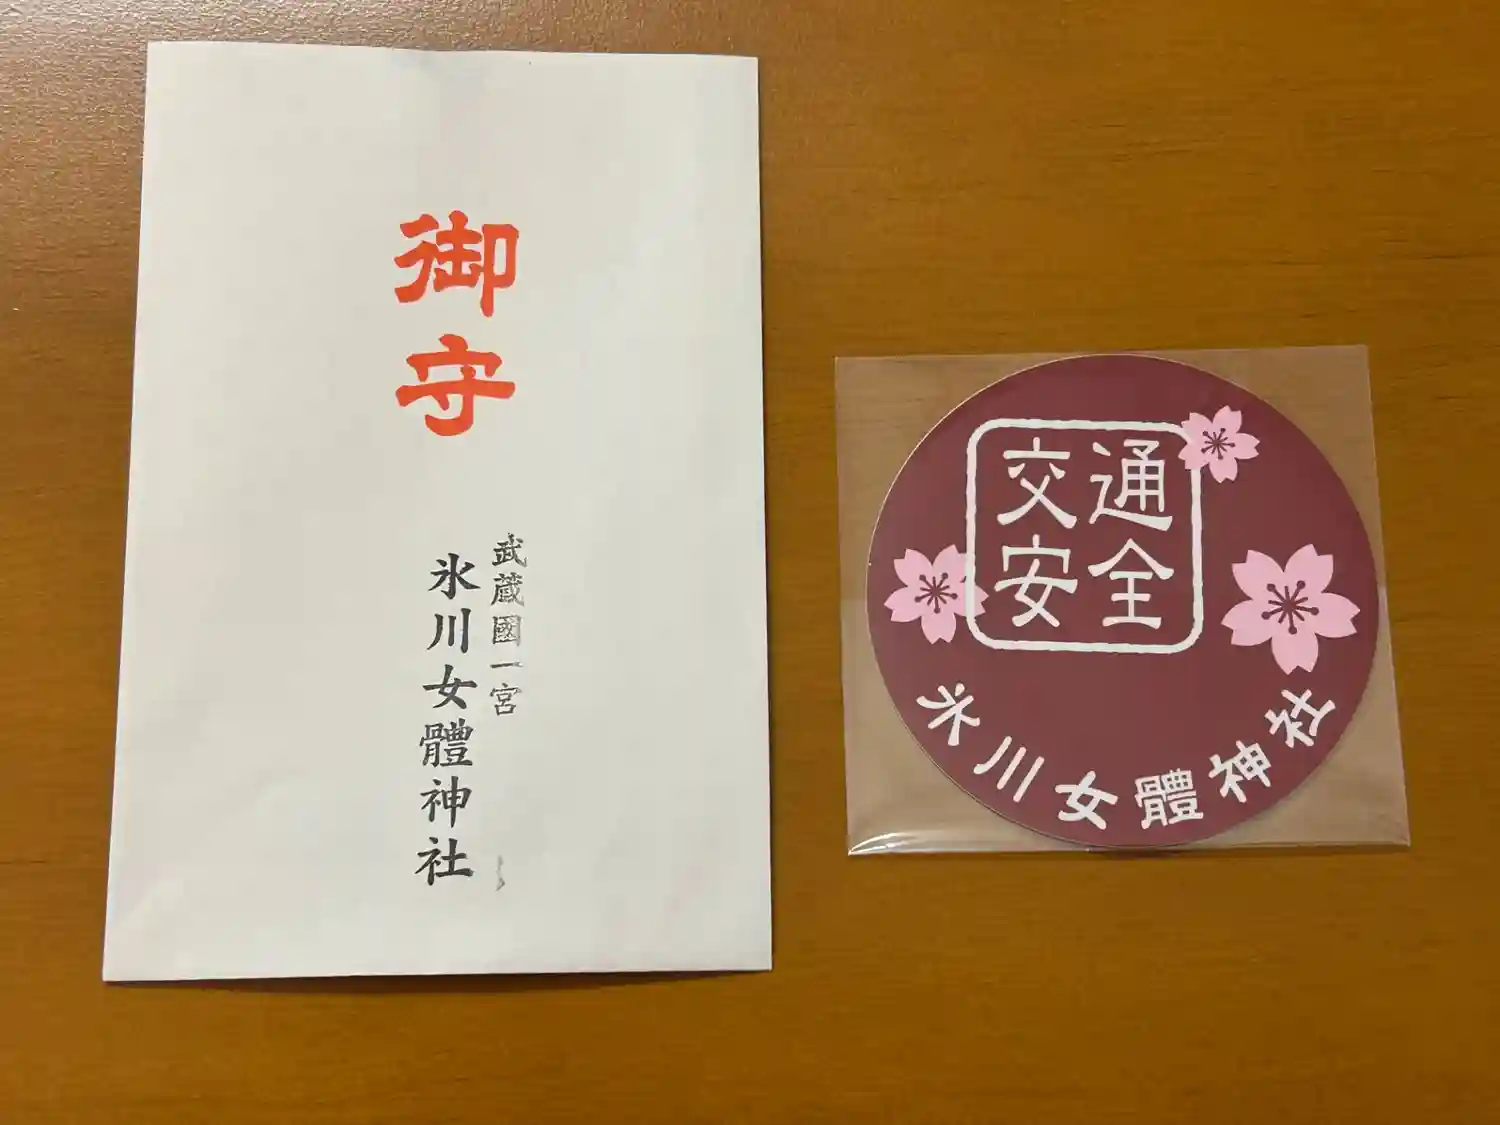 御守
武蔵國一宮
氷川女體神社
交通
安全
氷川女體神社